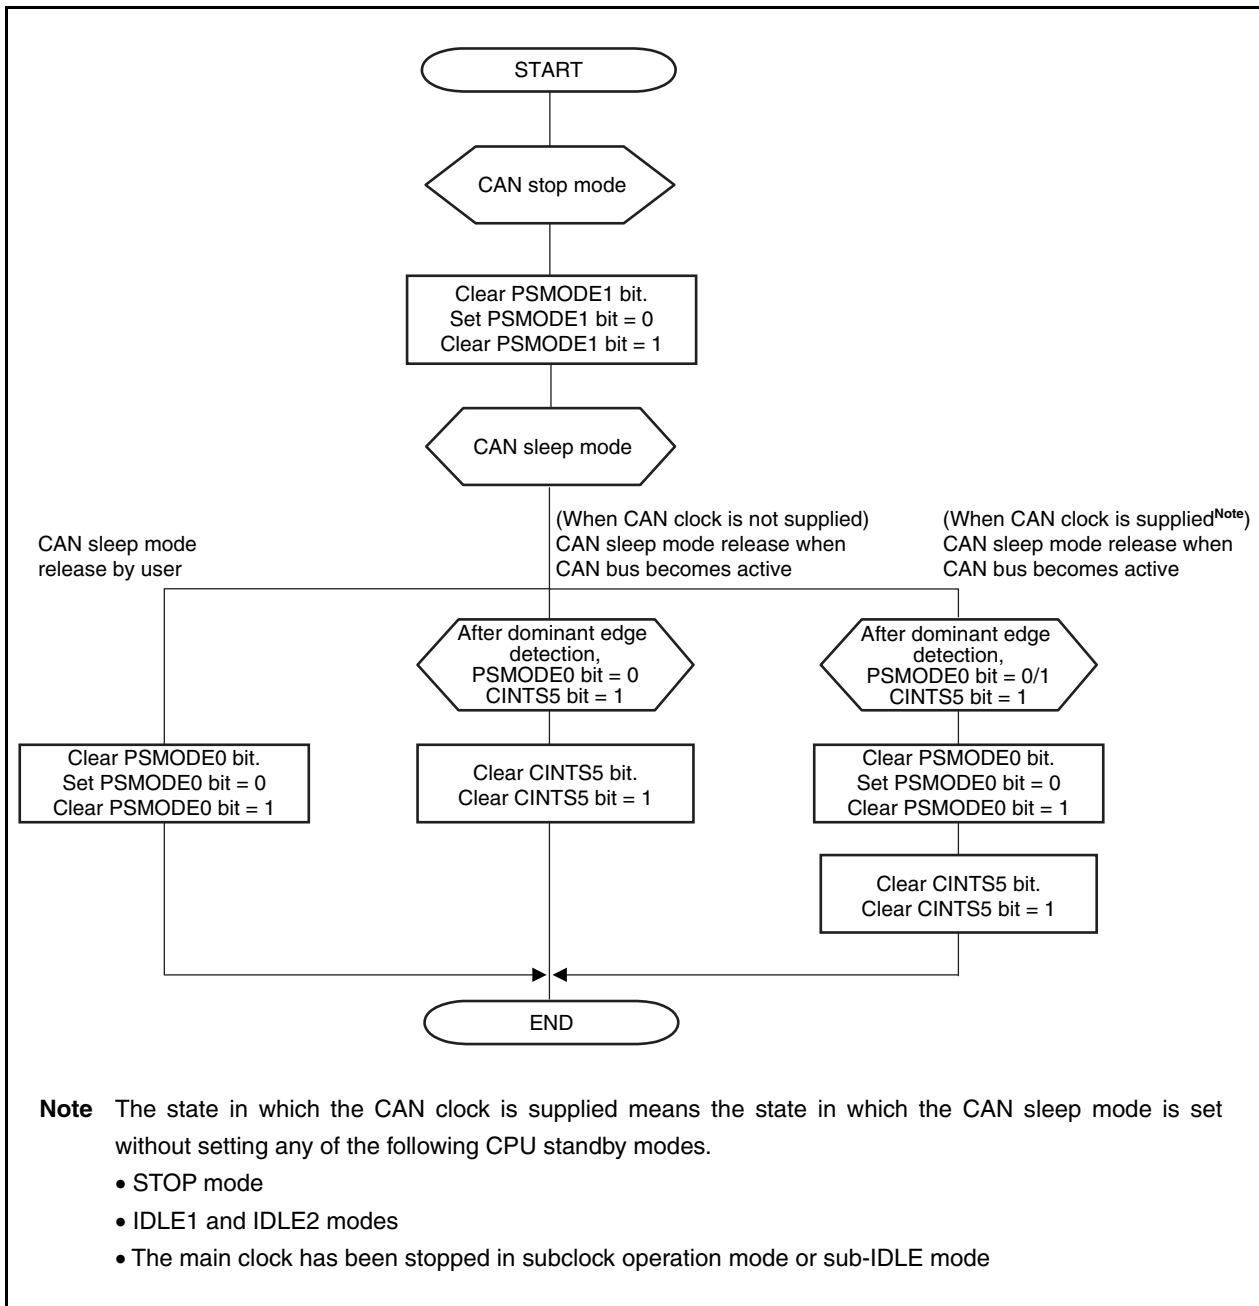 START
CAN stop mode
Clear PSMODE1 bit.
Set PSMODE1 bit = 0
Clear PSMODE1 bit = 1
CAN sleep mode
CAN sleep mode
release by user
(When CAN clock is not supplied)
CAN sleep mode release when
CAN bus becomes active
(When CAN clock is supplied Note)
CAN sleep mode release when
CAN bus becomes active
After dominant edge
detection,
PSMODE0 bit = 0
CINTS5 bit = 1
After dominant edge
detection,
PSMODE0 bit = 0/1
CINTS5 bit = 1
Clear PSMODE0 bit.
Set PSMODE0 bit = 0
Clear PSMODE0 bit = 1
Clear CINTS5 bit.
Clear CINTS5 bit = 1
Clear PSMODE0 bit.
Set PSMODE0 bit = 0
Clear PSMODE0 bit = 1
Clear CINTS5 bit.
Clear CINTS5 bit = 1
END
Note The state in which the CAN clock is supplied means the state in which the CAN sleep mode is set
without setting any of the following CPU standby modes.
• STOP mode
• IDLE1 and IDLE2 modes
• The main clock has been stopped in subclock operation mode or sub-IDLE mode